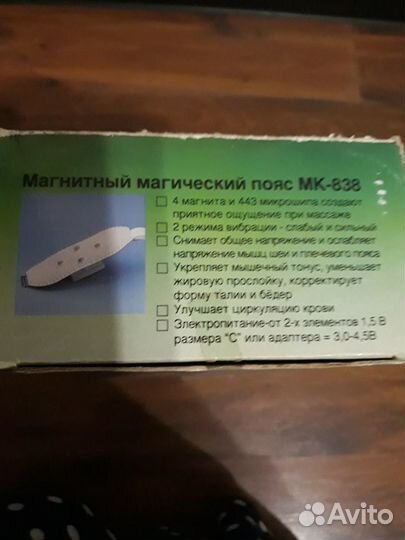 Магнитный магический пояс МК-838
4 магнита и 443 микрошипа создают
приятное ощущение при массаже
2 режима вибрации - слабый и сильный
Снимает общее напряжение и ослабляет
напряжение мышц шеи и плечевого пояса
Укрепляет мышечный тонус, уменьшает
жировую прослойку, корректирует
форму талии и бёдер
Улучшает циркуляцию крови
Электропитание-от 2-х элементов 1,5 В
размера "С" или адаптера = 3,0-4,5В
Avito